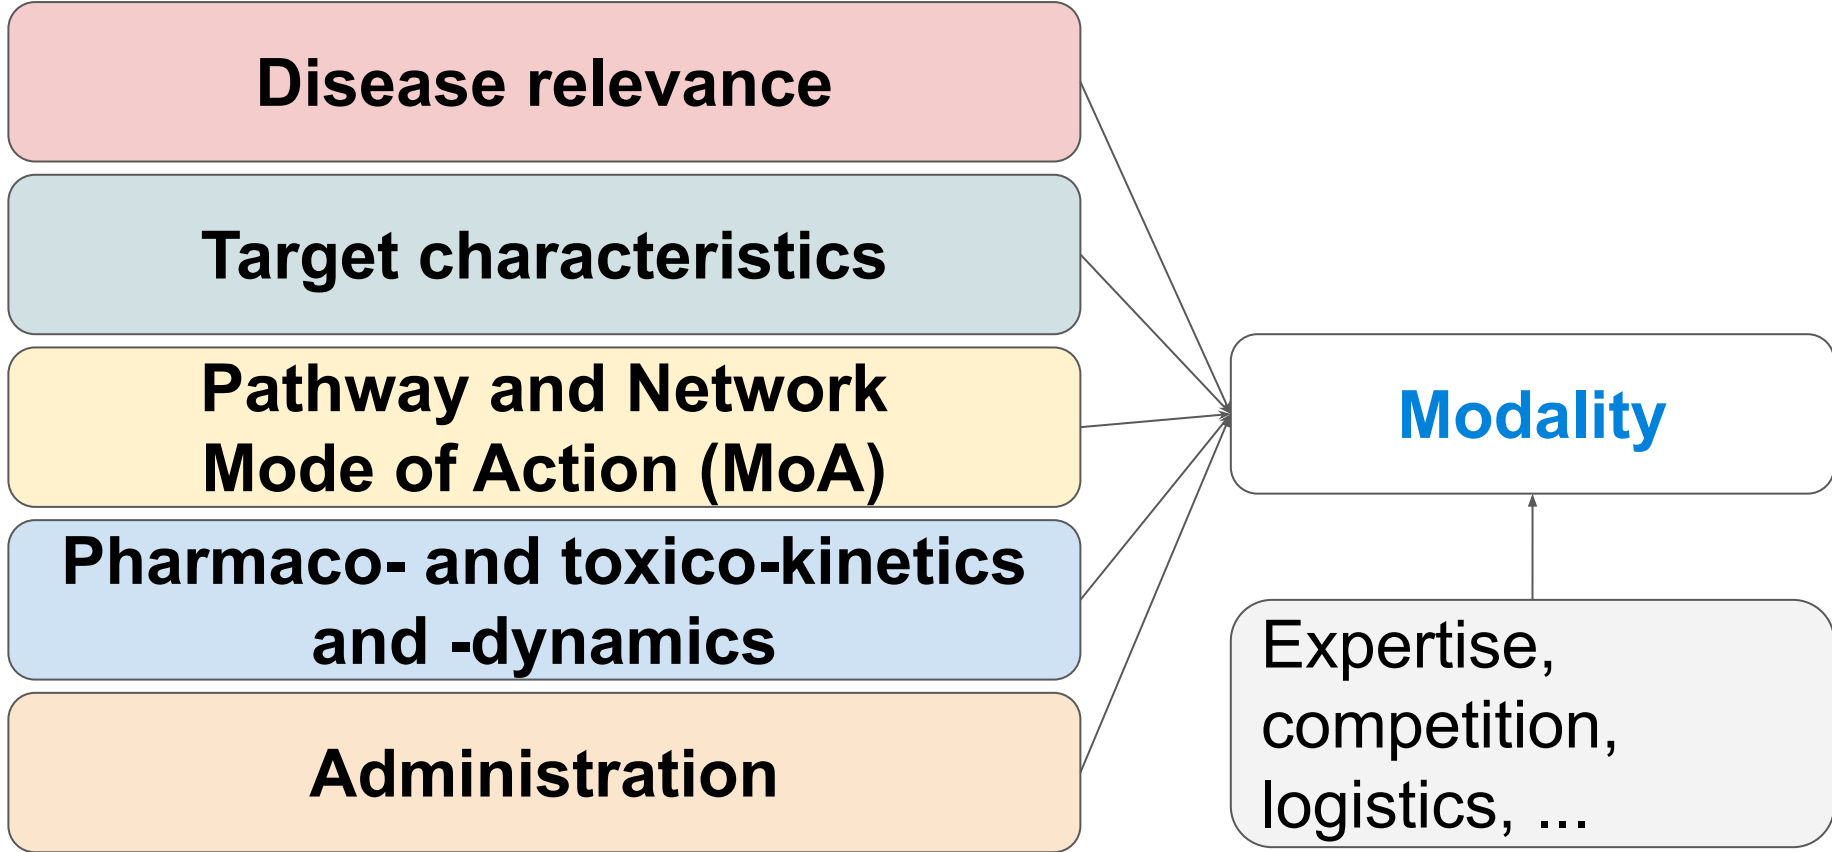 Disease relevance
Target characteristics
Pathway and Network
Mode of Action (MoA)
Pharmaco- and toxico-kinetics
and -dynamics
Administration
Modality
Expertise,
competition,
logistics, ...